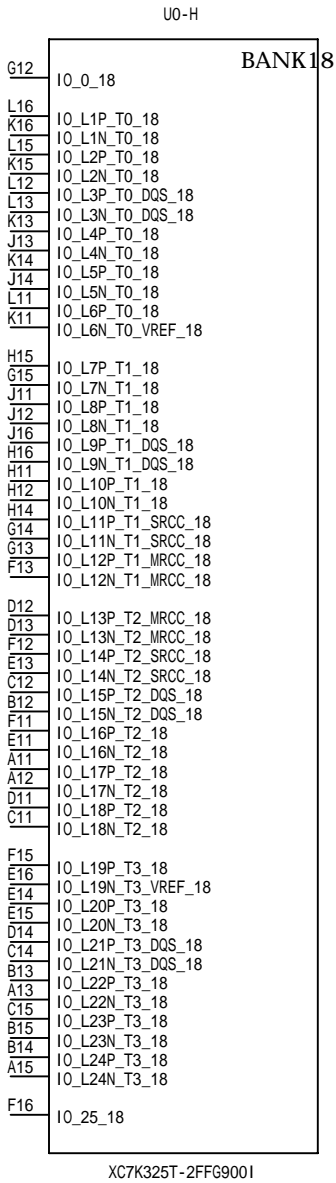 U0-H
BANK18
G12 IO_0_18
L16 IO_L1P_T0_18
K16 IO_L1N_T0_18
L15 IO_L2P_T0_18
K15 IO_L2N_T0_18
L12 IO_L3P_T0_DQS_18
L13 IO_L3N_T0_DQS_18
K13 IO_L4P_T0_18
J13 IO_L4N_T0_18
K14 IO_L5P_T0_18
J14 IO_L5N_T0_18
L11 IO_L6P_T0_18
K11 IO_L6N_T0_VREF_18
H15 IO_L7P_T1_18
G15 IO_L7N_T1_18
J11 IO_L8P_T1_18
J12 IO_L8N_T1_18
J16 IO_L9P_T1_DQS_18
H16 IO_L9N_T1_DQS_18
H11 IO_L10P_T1_18
H12 IO_L10N_T1_18
H14 IO_L11P_T1_SRCC_18
G14 IO_L11N_T1_SRCC_18
G13 IO_L12P_T1_MRCC_18
F13 IO_L12N_T1_MRCC_18
D12 IO_L13P_T2_MRCC_18
D13 IO_L13N_T2_MRCC_18
F12 IO_L14P_T2_SRCC_18
E13 IO_L14N_T2_SRCC_18
C12 IO_L15P_T2_DQS_18
B12 IO_L15N_T2_DQS_18
F11 IO_L16P_T2_18
E11 IO_L16N_T2_18
A11 IO_L17P_T2_18
A12 IO_L17N_T2_18
D11 IO_L18P_T2_18
C11 IO_L18N_T2_18
F15 IO_L19P_T3_18
E16 IO_L19N_T3_VREF_18
E14 IO_L20P_T3_18
E15 IO_L20N_T3_18
D14 IO_L21P_T3_DQS_18
C14 IO_L21N_T3_DQS_18
B13 IO_L22P_T3_18
A13 IO_L22N_T3_18
C15 IO_L23P_T3_18
B15 IO_L23N_T3_18
B14 IO_L24P_T3_18
A15 IO_L24N_T3_18
F16 IO_25_18
XC7K325T-2FFG900I